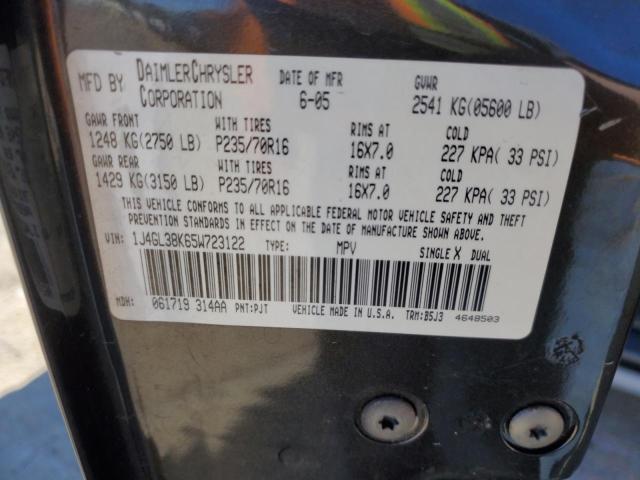 MFD BY DAIMLERCHRYSLER CORPORATION DATE OF MFR 6-05 GVWR 2541 KG(05600 LB)
GAWR FRONT WITH TIRES RIMS AT COLD
1248 KG(2750 LB) P235/70R16 16X7.0 227 KPA( 33 PSI)
GAWR REAR WITH TIRES RIMS AT COLD
1429 KG(3150 LB) P235/70R16 16X7.0 227 KPA( 33 PSI)
THIS VEHICLE CONFORMS TO ALL APPLICABLE FEDERAL MOTOR VEHICLE SAFETY AND THEFT
PREVENTION STANDARDS IN EFFECT ON THE DATE OF MANUFACTURE SHOWN ABOVE.
VIN: 1J4GL38K65W723122 TYPE: MPV SINGLE X DUAL
MDH: 061719 314AA PNT:PJT VEHICLE MADE IN U.S.A. TRM:B5J3 4648503